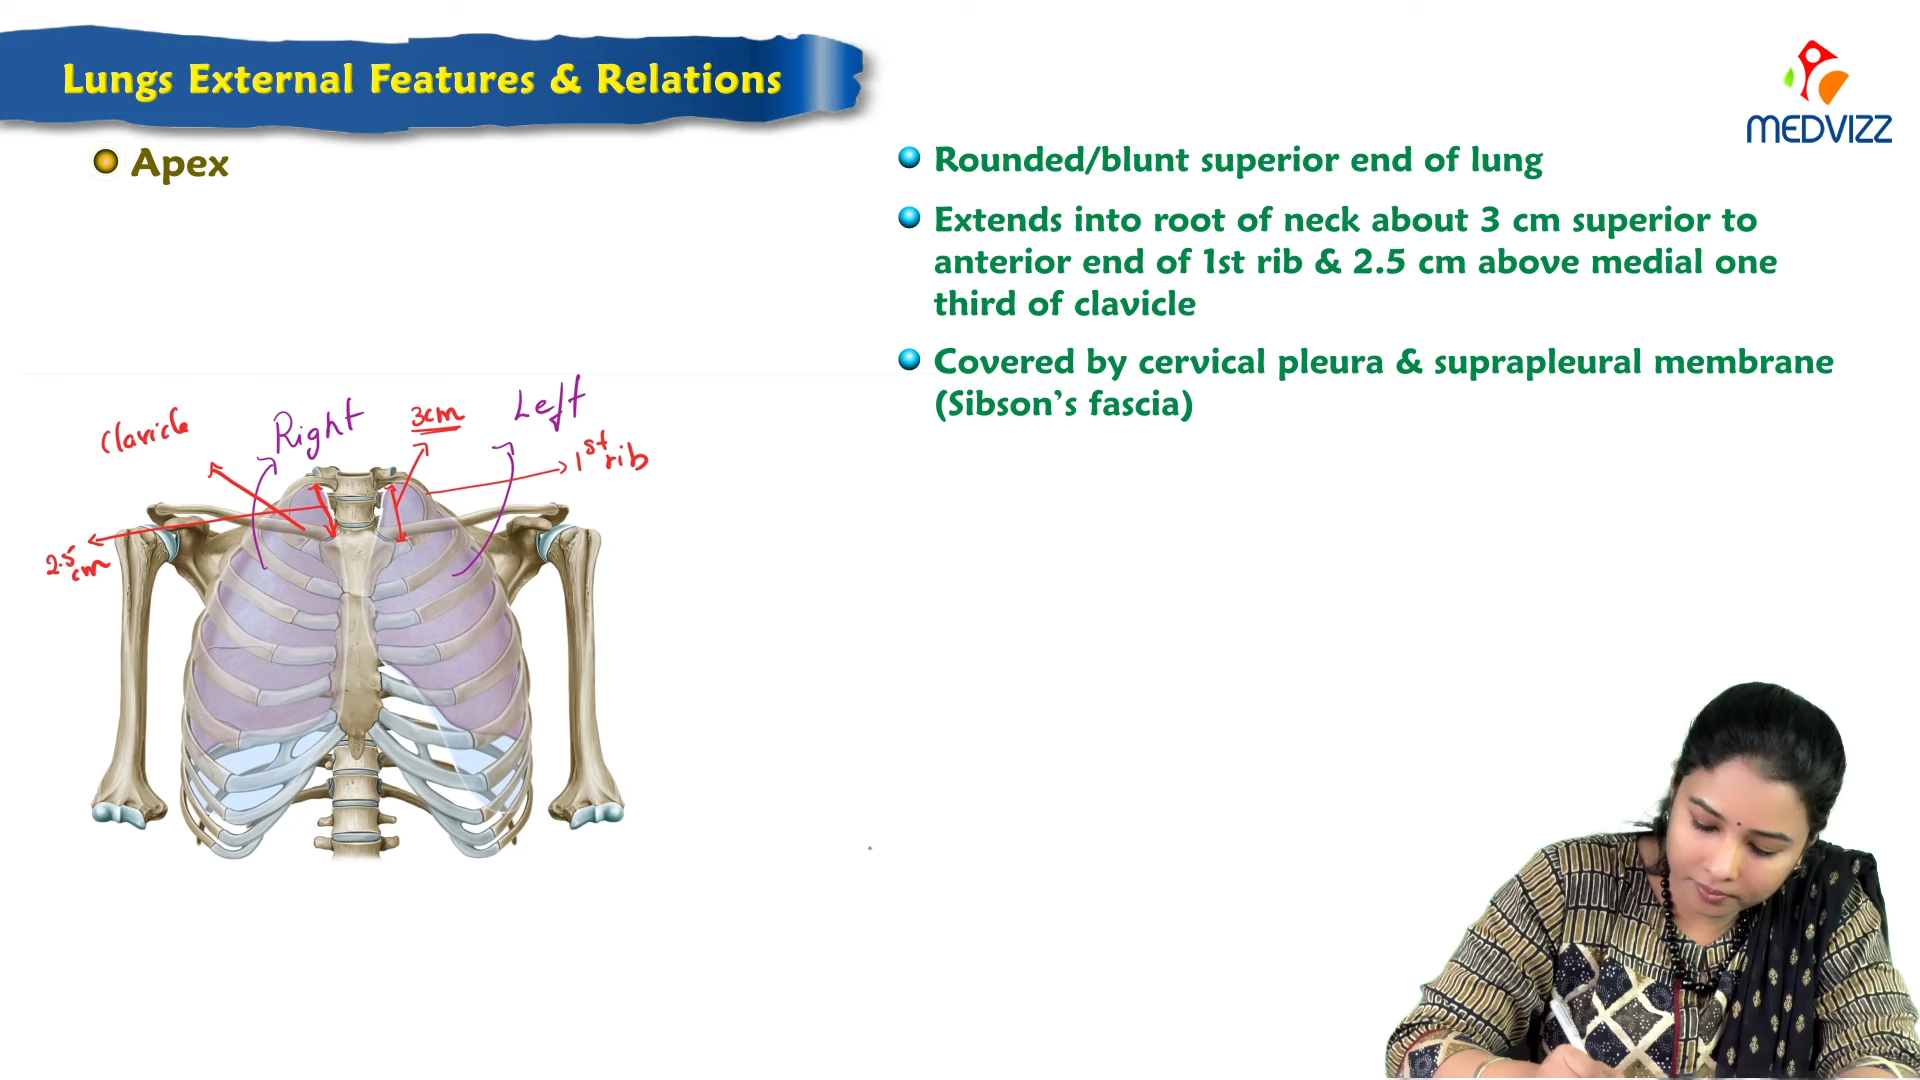 Lungs External Features & Relations
MEDVIZZ
Apex
Rounded/blunt superior end of lung
Extends into root of neck about 3 cm superior to
anterior end of 1st rib & 2.5 cm above medial one
third of clavicle
Covered by cervical pleura & suprapleural membrane
(Sibson's fascia)
Clavicle
Right
3cm
Left
1st rib
2.5
cm